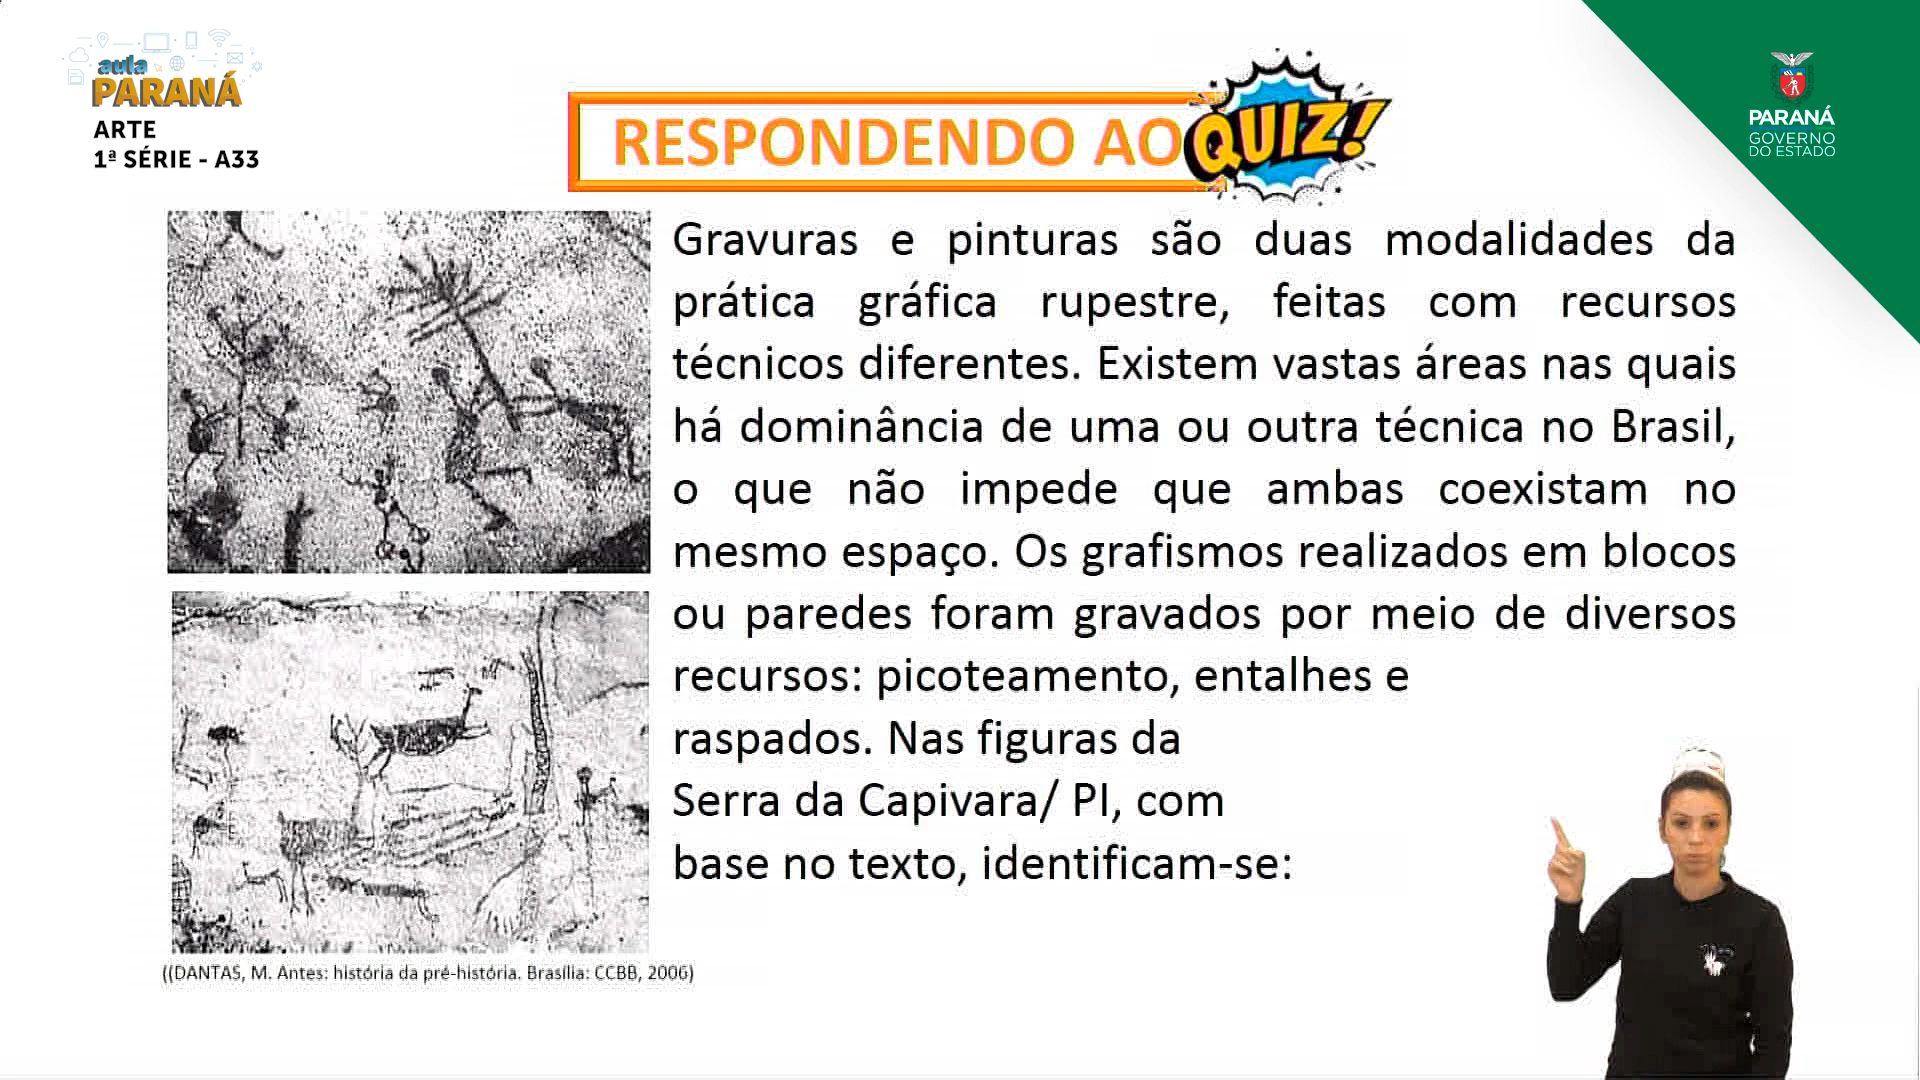 aula
PARANÁ
ARTE
1ª SÉRIE - A33
RESPONDENDO AO QUIZ!
PARANÁ
GOVERNO
DO ESTADO
Gravuras e pinturas são duas modalidades da
prática gráfica rupestre, feitas com recursos
técnicos diferentes. Existem vastas áreas nas quais
há dominância de uma ou outra técnica no Brasil,
o que não impede que ambas coexistam no
mesmo espaço. Os grafismos realizados em blocos
ou paredes foram gravados por meio de diversos
recursos: picoteamento, entalhes e
raspados. Nas figuras da
Serra da Capivara/ PI, com
base no texto, identificam-se:
((DANTAS, M. Antes: história da pré-história. Brasília: CCBB, 2006)